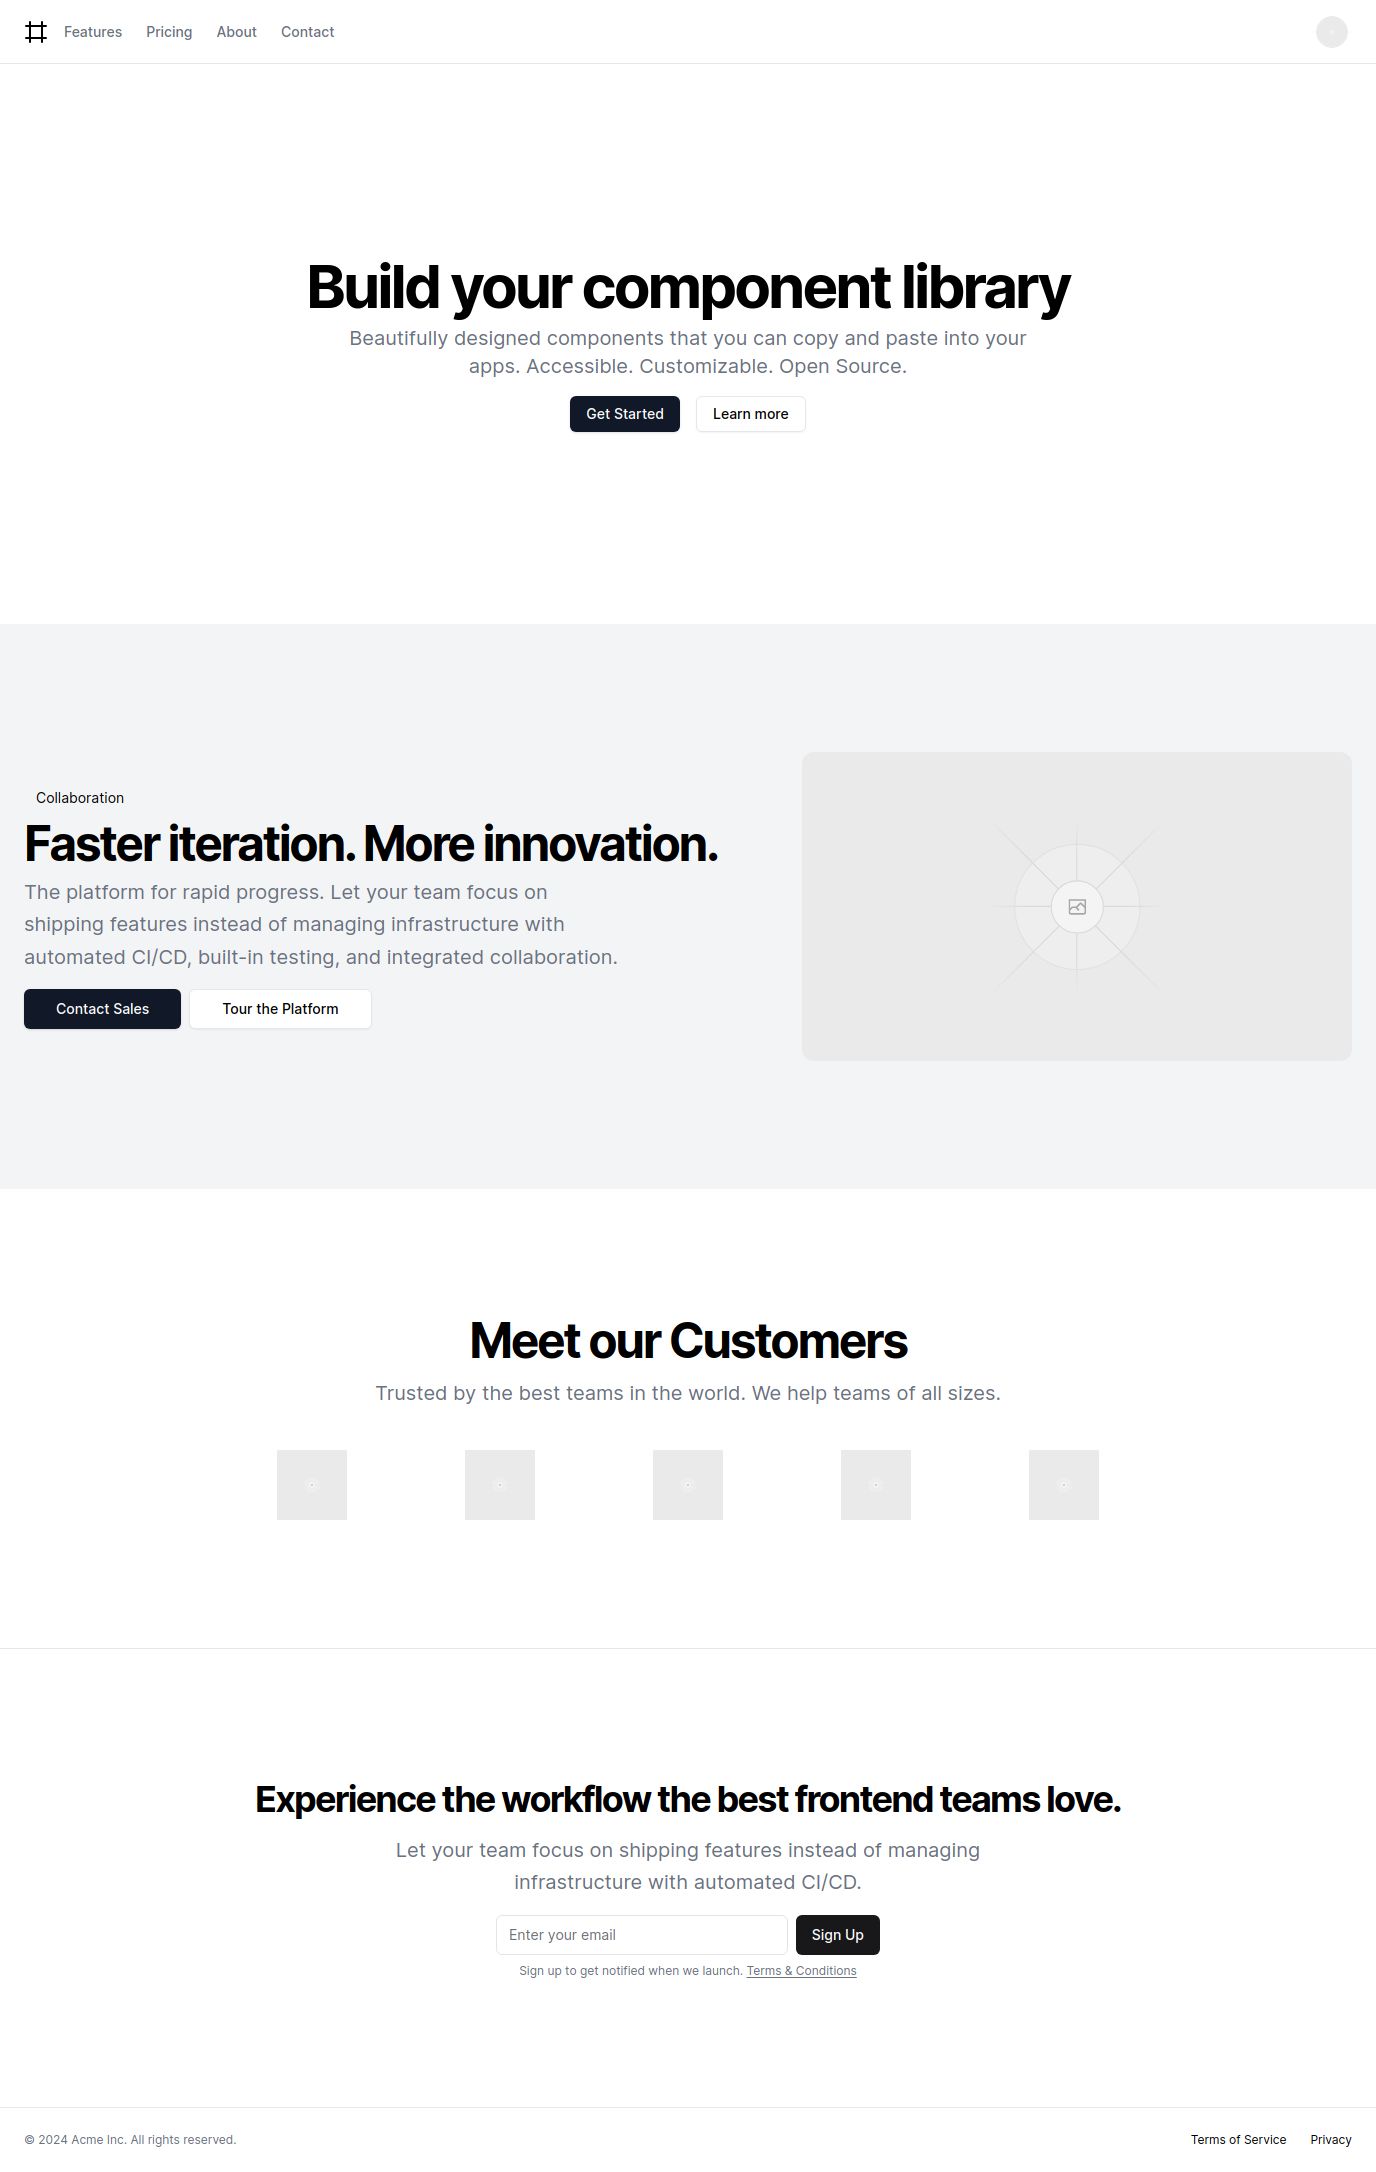 Features Pricing About Contact
Build your component library
Beautifully designed components that you can copy and paste into your
apps. Accessible. Customizable. Open Source.
Get Started Learn more
Collaboration
Faster iteration. More innovation.
The platform for rapid progress. Let your team focus on
shipping features instead of managing infrastructure with
automated CI/CD, built-in testing, and integrated collaboration.
Contact Sales Tour the Platform
Meet our Customers
Trusted by the best teams in the world. We help teams of all sizes.
Experience the workflow the best frontend teams love.
Let your team focus on shipping features instead of managing
infrastructure with automated CI/CD.
Enter your email Sign Up
Sign up to get notified when we launch. Terms & Conditions
© 2024 Acme Inc. All rights reserved. Terms of Service Privacy